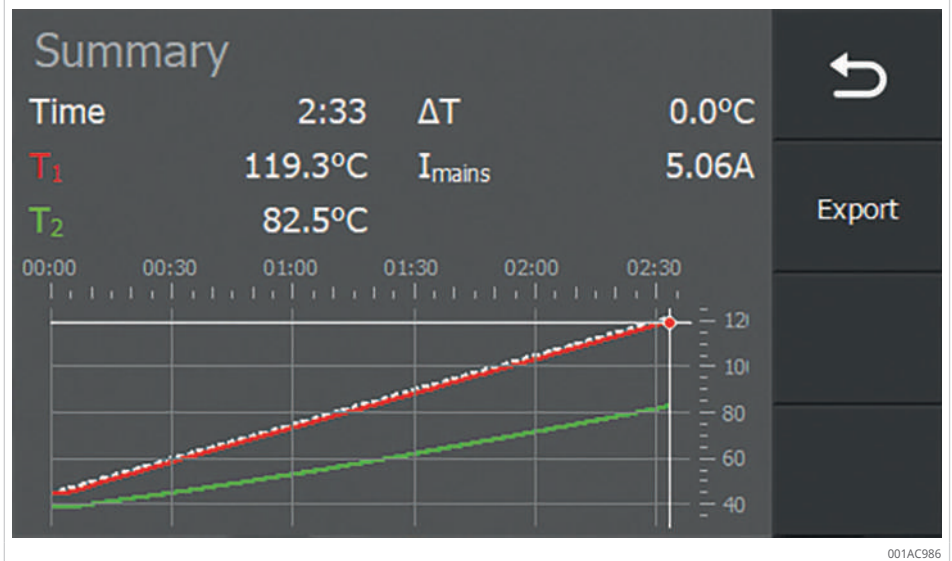 Summary
Time 2:33 ΔT 0.0°C
T1 119.3°C Imains 5.06A
T2 82.5°C
Export
00:00 00:30 01:00 01:30 02:00 02:30
80
60
40
001AC986